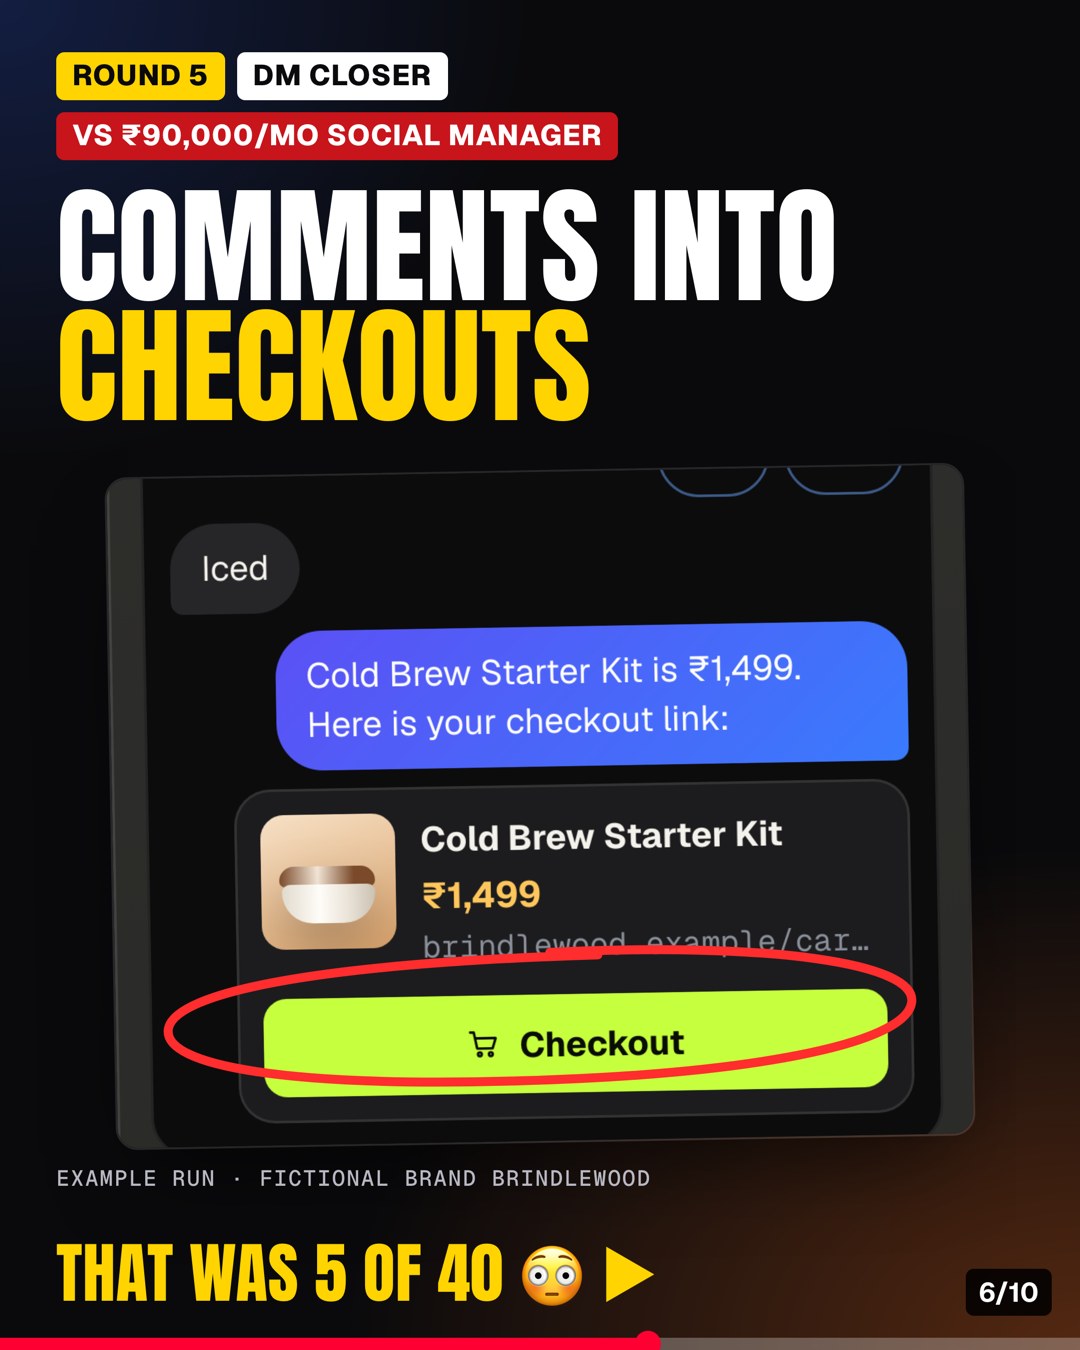 ROUND 5
DM CLOSER
VS ₹90,000/MO SOCIAL MANAGER
COMMENTS INTO
CHECKOUTS
Iced
Cold Brew Starter Kit is ₹1,499.
Here is your checkout link:
Cold Brew Starter Kit
₹1,499
brindlewood.example/car…
Checkout
EXAMPLE RUN · FICTIONAL BRAND BRINDLEWOOD
THAT WAS 5 OF 40 😳 ▶
6/10